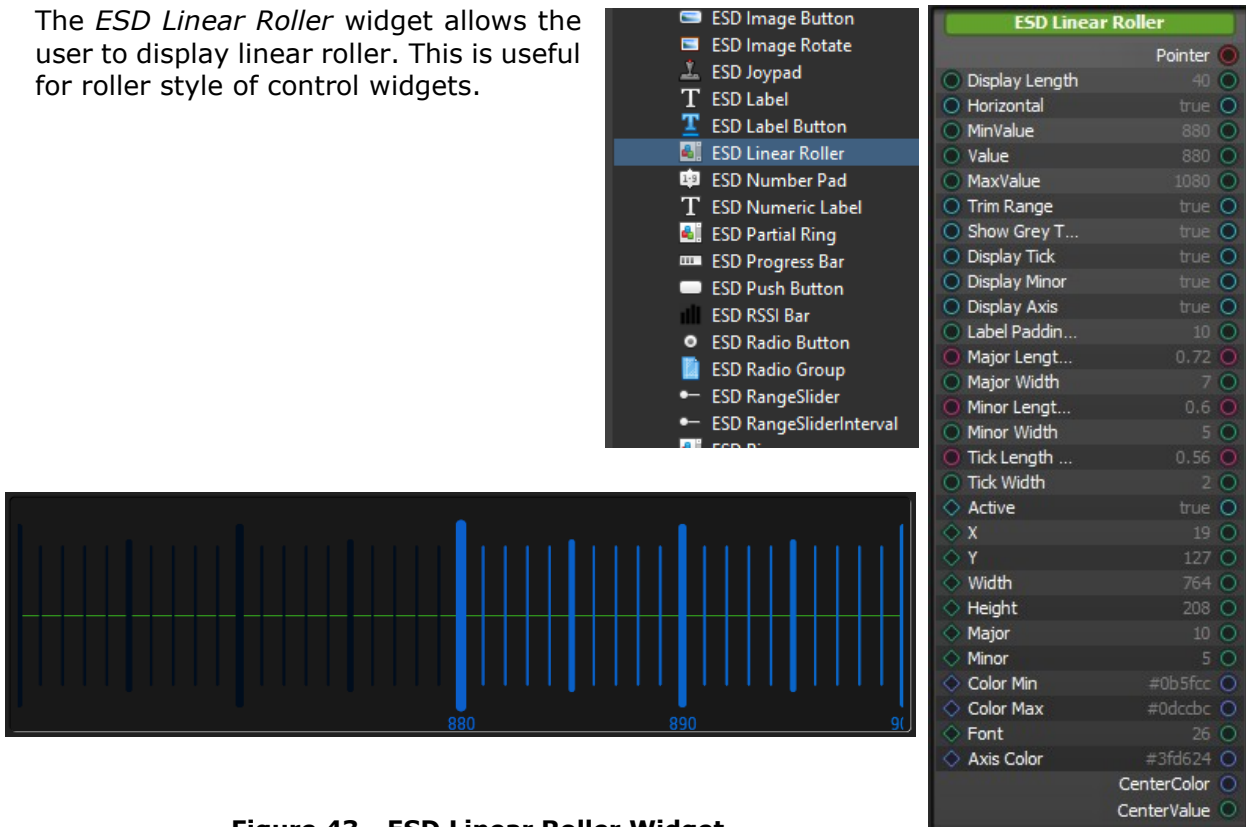 The ESD Linear Roller widget allows the
user to display linear roller. This is useful
for roller style of control widgets.
ESD Image Button
ESD Image Rotate
ESD Joypad
T ESD Label
T ESD Label Button
ESD Linear Roller
1-9 ESD Number Pad
T ESD Numeric Label
ESD Partial Ring
ESD Progress Bar
ESD Push Button
ESD RSSI Bar
ESD Radio Button
ESD Radio Group
ESD RangeSlider
ESD RangeSliderInterval
ESD Linear Roller
Pointer
Display Length 40
Horizontal true
MinValue 880
Value 880
MaxValue 1080
Trim Range true
Show Grey T... true
Display Tick true
Display Minor true
Display Axis true
Label Paddin... 10
Major Lengt... 0.72
Major Width 7
Minor Lengt... 0.6
Minor Width 5
Tick Length ... 0.56
Tick Width 2
Active true
X 19
Y 127
Width 764
Height 208
Major 10
Minor 5
Color Min #0b5fcc
Color Max #0dccbc
Font 26
Axis Color #3fd624
CenterColor
CenterValue
880 890